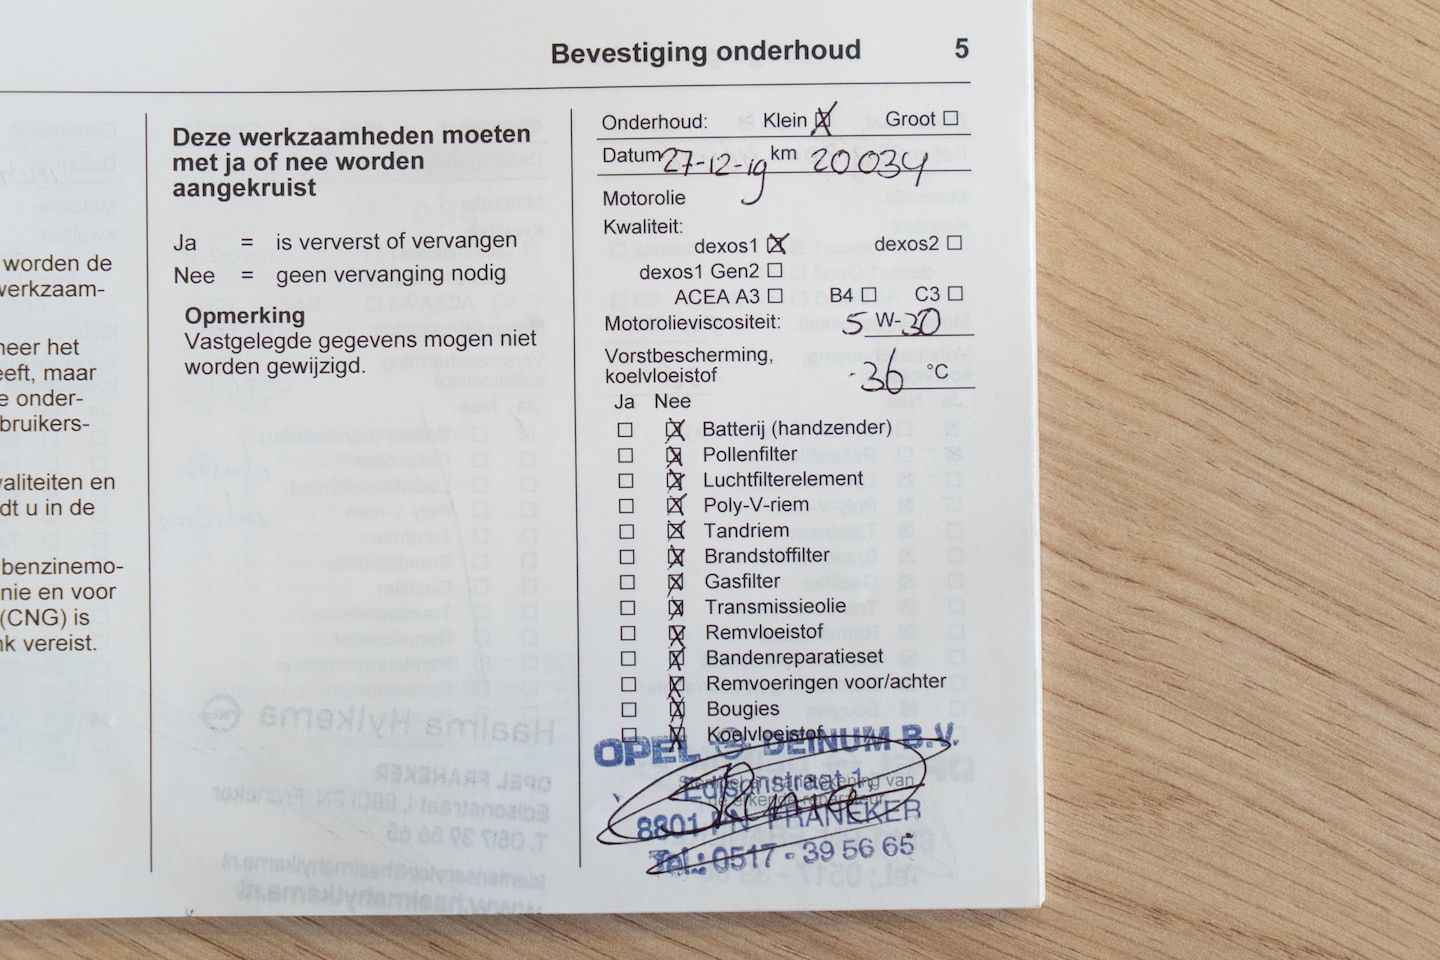 Bevestiging onderhoud 5
worden de
werkzaam-
neer het
eeft, maar
e onder-
bruikers-
aliteiten en
dt u in de
benzinemo-
nie en voor
(CNG) is
nk vereist.
Deze werkzaamheden moeten
met ja of nee worden
aangekruist
Ja = is ververst of vervangen
Nee = geen vervanging nodig
Opmerking
Vastgelegde gegevens mogen niet
worden gewijzigd.
Onderhoud: Klein ☒ Groot ☐
Datum 27-12-19 km 20034
Motorolie
Kwaliteit:
dexos1 ☒ dexos2 ☐
dexos1 Gen2 ☐
ACEA A3 ☐ B4 ☐ C3 ☐
Motorolieviscositeit: 5 W-30
Vorstbescherming,
koelvloeistof -36 °C
Ja Nee
☐ ☒ Batterij (handzender)
☐ ☒ Pollenfilter
☐ ☒ Luchtfilterelement
☐ ☒ Poly-V-riem
☐ ☒ Tandriem
☐ ☒ Brandstoffilter
☐ ☒ Gasfilter
☐ ☒ Transmissieolie
☐ ☒ Remvloeistof
☐ ☒ Bandenreparatieset
☐ ☒ Remvoeringen voor/achter
☐ ☒ Bougies
☐ ☒ Koelvloeistof
OPEL DEINUM B.V.
Edisonstraat 1
8801 PN FRANEKER
Tel.: 0517 - 39 56 65